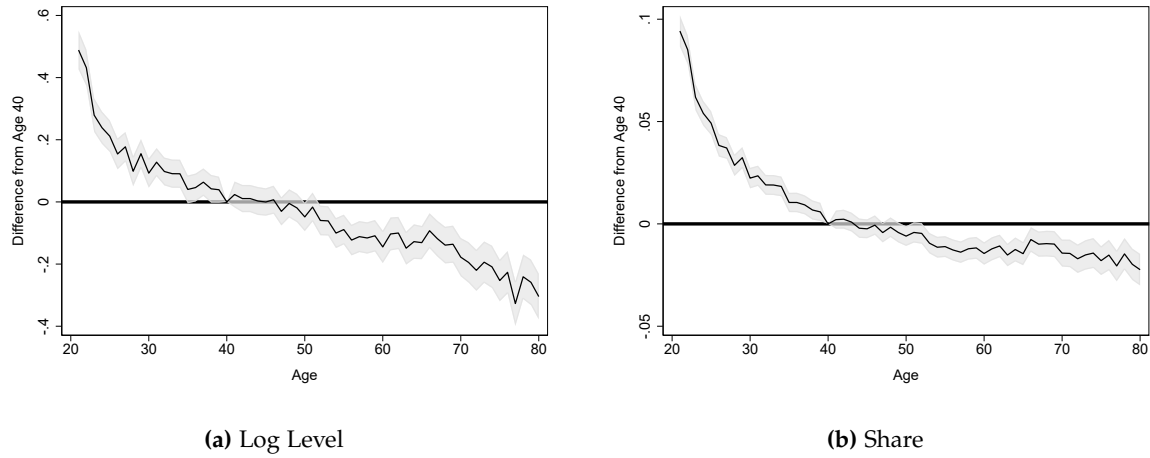 .6
.4
.2
0
-.2
-.4
Difference from Age 40
20 30 40 50 60 70 80
Age
(a) Log Level
.1
.05
0
-.05
Difference from Age 40
20 30 40 50 60 70 80
Age
(b) Share